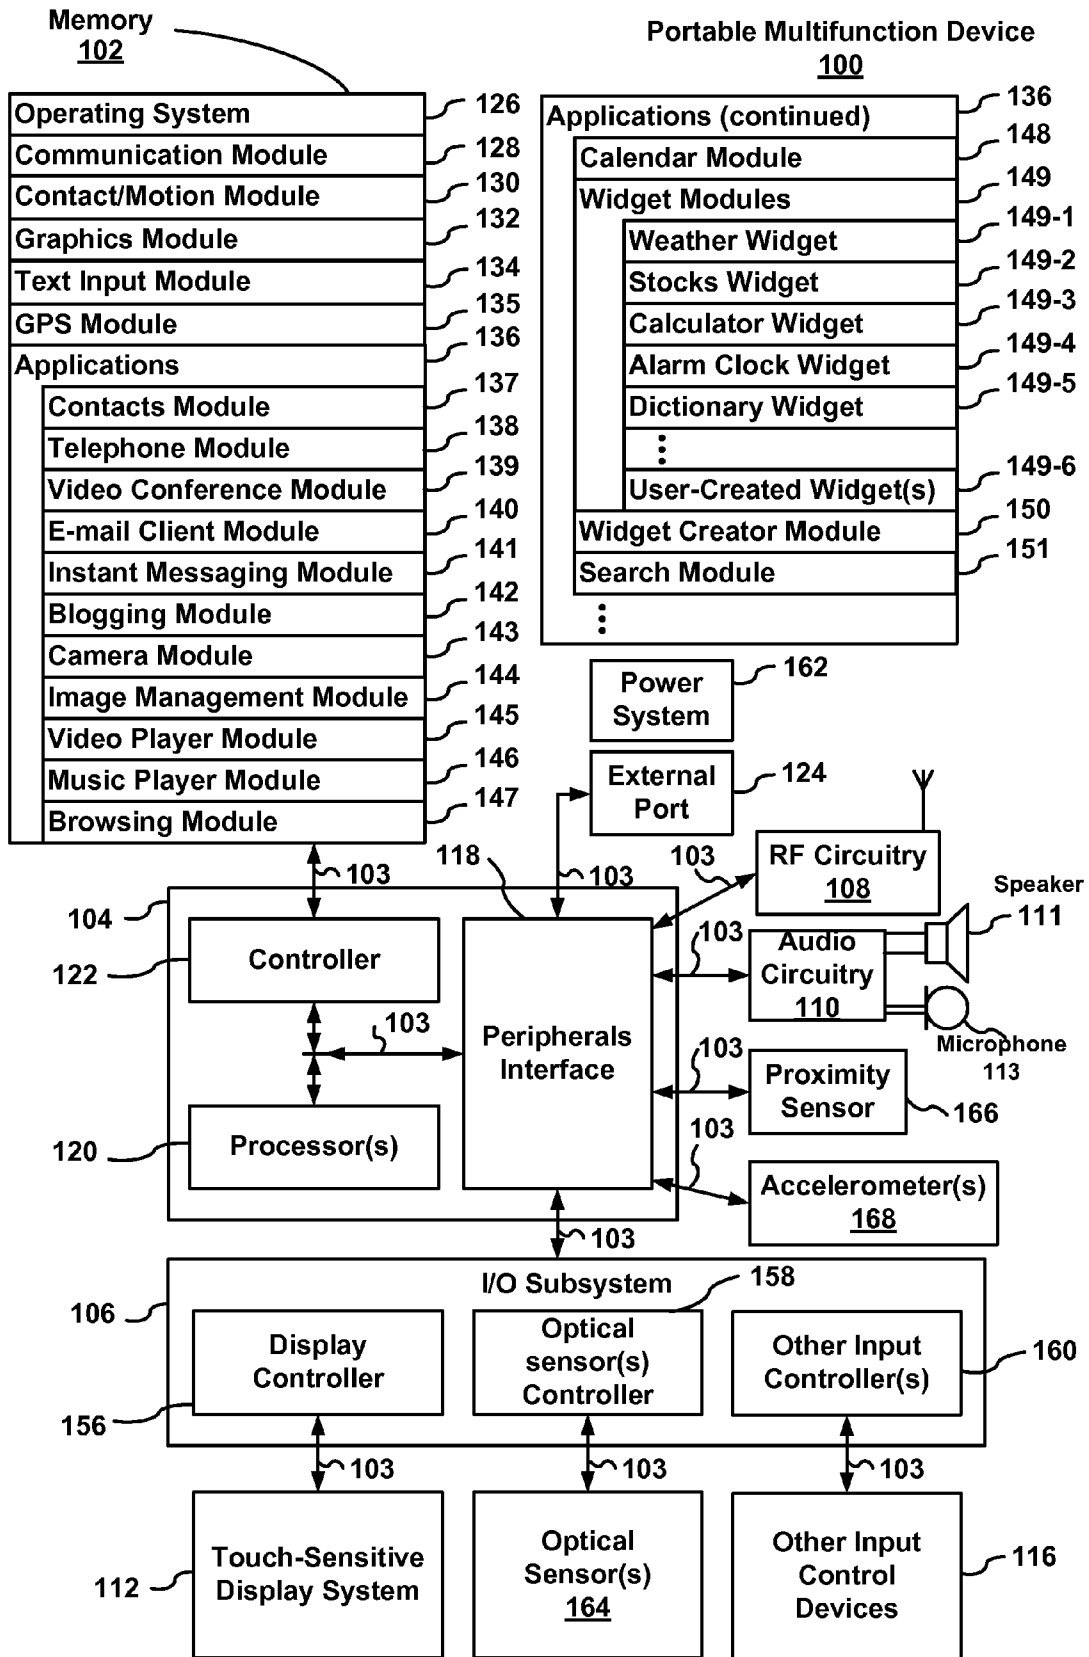 Memory
102
Portable Multifunction Device
100
Operating System
126
Communication Module
128
Contact/Motion Module
130
Graphics Module
132
Text Input Module
134
GPS Module
135
Applications
136
Contacts Module
137
Telephone Module
138
Video Conference Module
139
E-mail Client Module
140
Instant Messaging Module
141
Blogging Module
142
Camera Module
143
Image Management Module
144
Video Player Module
145
Music Player Module
146
Browsing Module
147
Applications (continued)
136
Calendar Module
148
Widget Modules
149
Weather Widget
149-1
Stocks Widget
149-2
Calculator Widget
149-3
Alarm Clock Widget
149-4
Dictionary Widget
149-5
User-Created Widget(s)
149-6
Widget Creator Module
150
Search Module
151
Power
System
162
External
Port
124
103
118
103
103
RF Circuitry
108
Speaker
111
104
122
Controller
103
Audio
Circuitry
110
103
Peripherals
Interface
Microphone
113
103
Proximity
Sensor
166
120
Processor(s)
103
Accelerometer(s)
168
103
I/O Subsystem
158
106
Display
Controller
Optical
sensor(s)
Controller
Other Input
Controller(s)
160
156
103
103
103
112
Touch-Sensitive
Display System
Optical
Sensor(s)
164
Other Input
Control
Devices
116